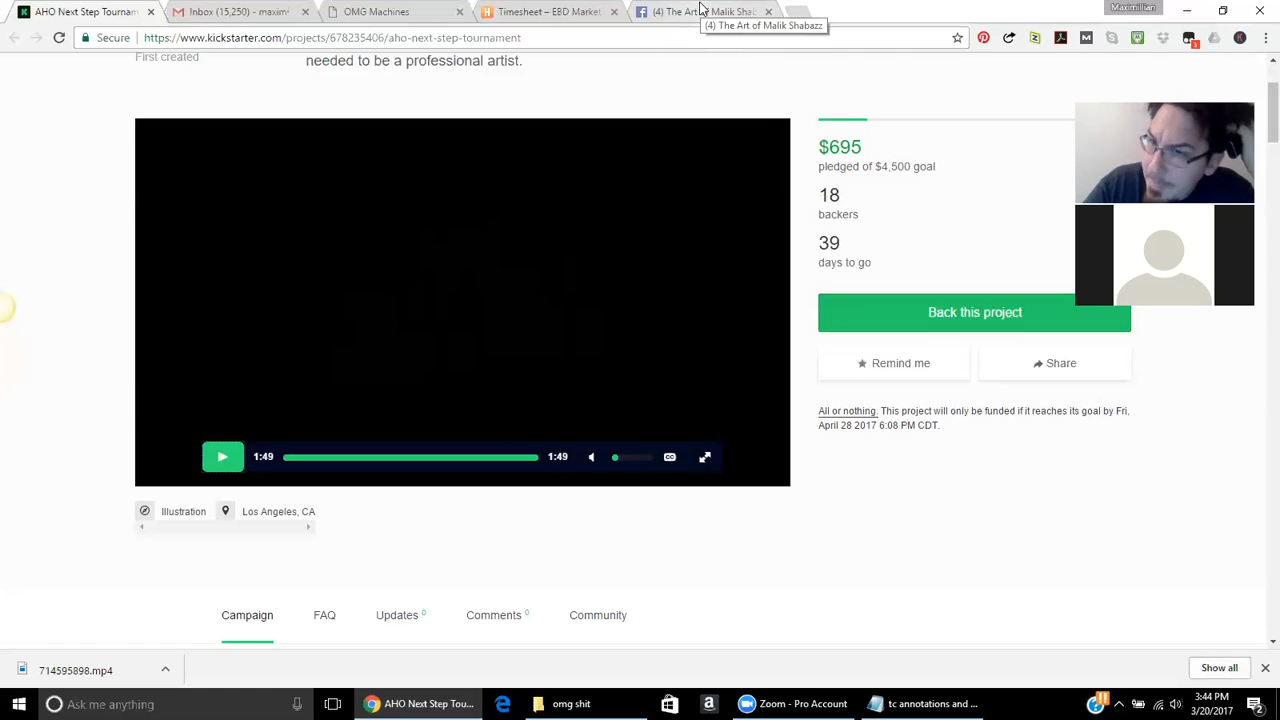 AHO Next Step Tournam
Inbox (15,250) - maximi
OMG Machines
Timesheet – EBD Market
(4) The Art of Malik Shab
Maximillian
(4) The Art of Malik Shabazz
Secure
https://www.kickstarter.com/projects/678235406/aho-next-step-tournament
3
First created
needed to be a professional artist.
$695
pledged of $4,500 goal
18
backers
39
days to go
Back this project
Remind me
Share
All or nothing. This project will only be funded if it reaches its goal by Fri,
April 28 2017 6:08 PM CDT.
1:49
1:49
CC
Illustration
Los Angeles, CA
Campaign
FAQ
Updates 0
Comments 0
Community
714595898.mp4
Show all
Ask me anything
AHO Next Step Tou...
omg shit
Zoom - Pro Account
tc annotations and ...
3:44 PM
3/20/2017